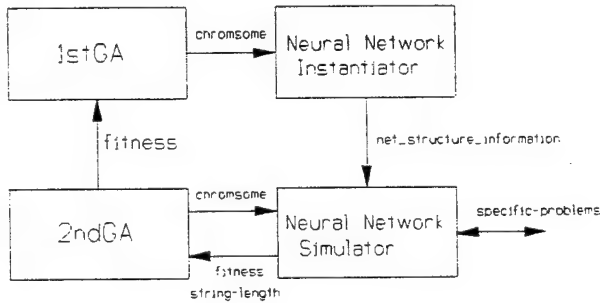 chromsome
1stGA
Neural Network
Instantiator
fitness
net_structure_information
chromsome
2ndGA
Neural Network
Simulator
specific-problems
fitness
string-length